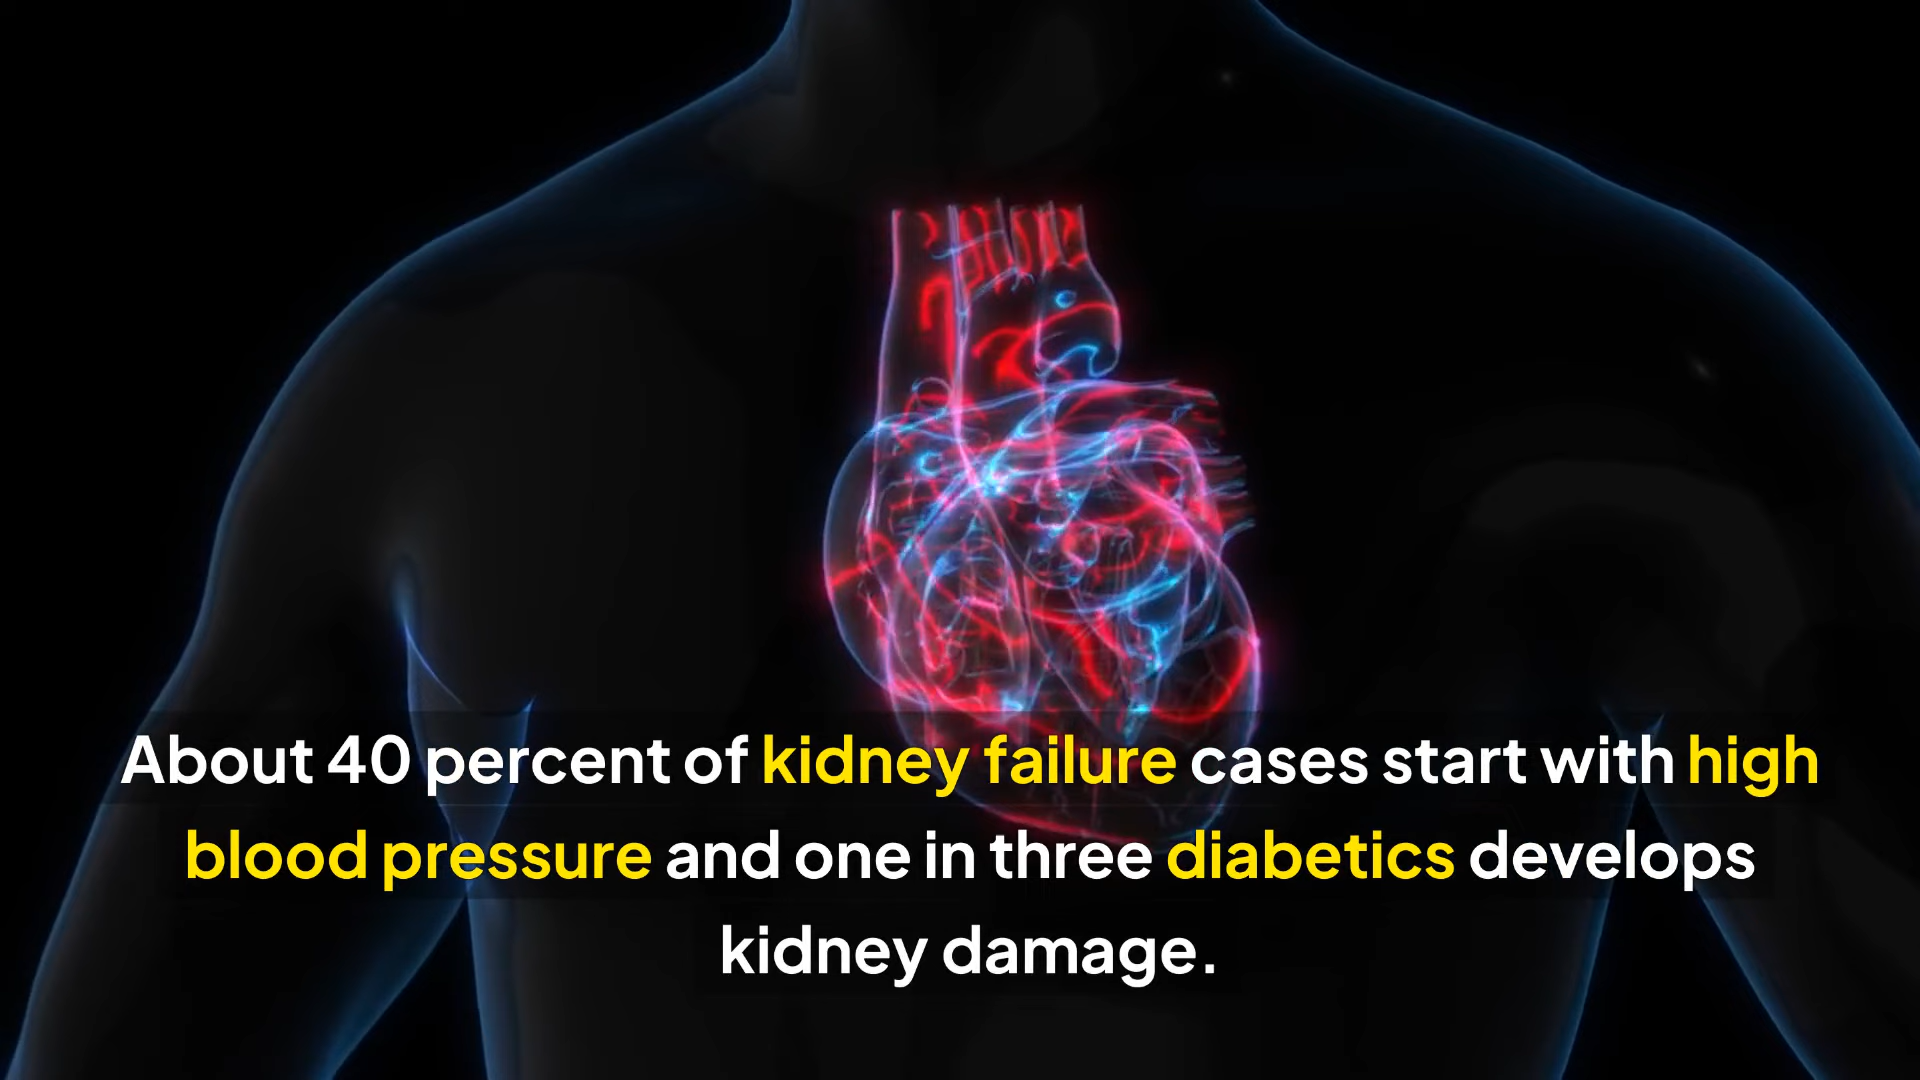 About 40 percent of kidney failure cases start with high
blood pressure and one in three diabetics develops
kidney damage.